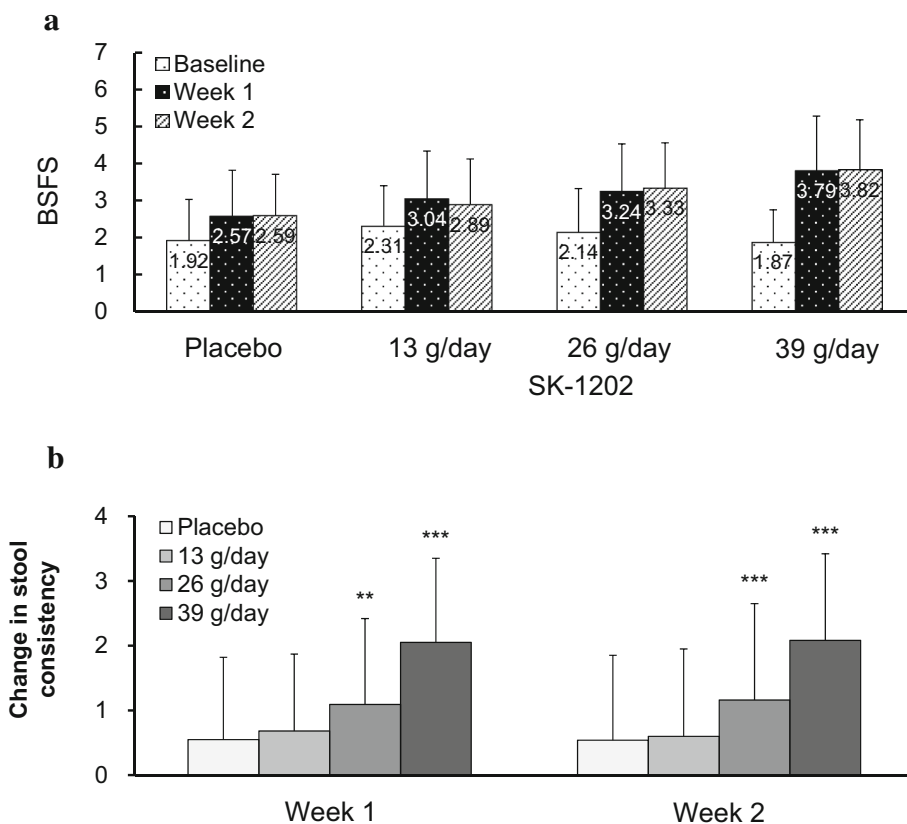 a
7
6
5
4
3
2
1
0
BSFS
Baseline
Week 1
Week 2
1.92
2.57
2.59
2.31
3.04
2.89
2.14
3.24
3.33
1.87
3.79
3.82
Placebo
13 g/day
26 g/day
39 g/day
SK-1202
b
4
3
2
1
0
Change in stool
consistency
Placebo
13 g/day
26 g/day
39 g/day
**
***
***
***
Week 1
Week 2